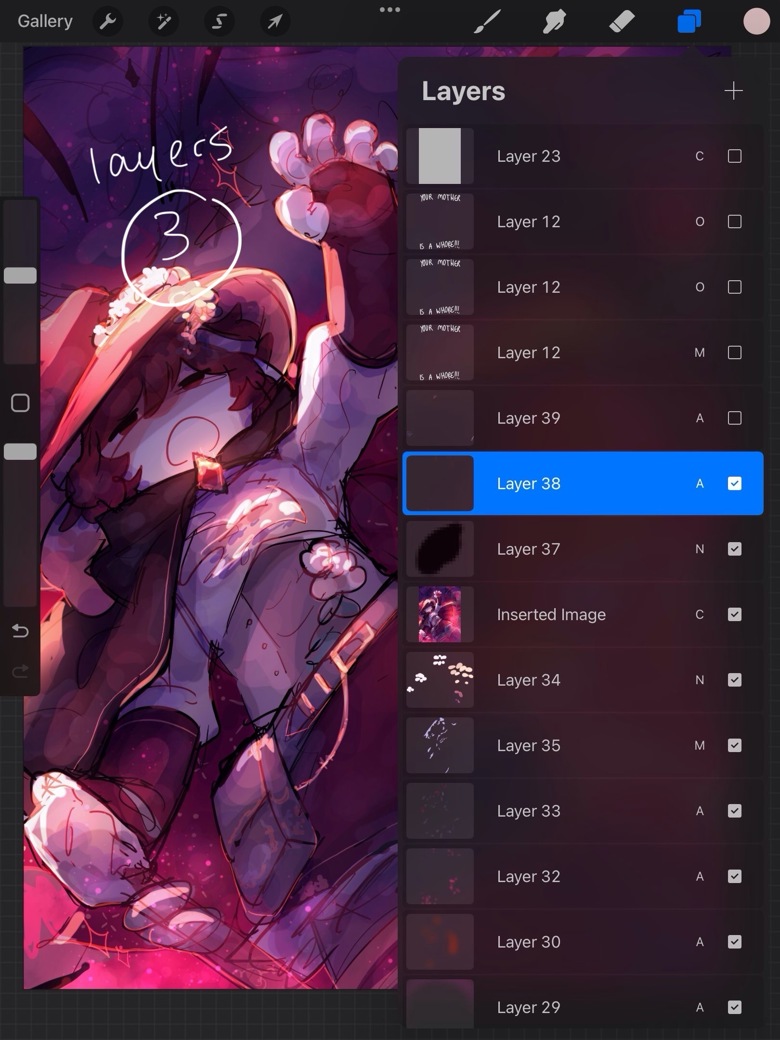 Gallery
layers
3
Layers
Layer 23 C
YOUR MOTHER
IS A WHORE!!
Layer 12 O
YOUR MOTHER
IS A WHORE!!
Layer 12 O
YOUR MOTHER
IS A WHORE!!
Layer 12 M
Layer 39 A
Layer 38 A
Layer 37 N
Inserted Image C
Layer 34 N
Layer 35 M
Layer 33 A
Layer 32 A
Layer 30 A
Layer 29 A